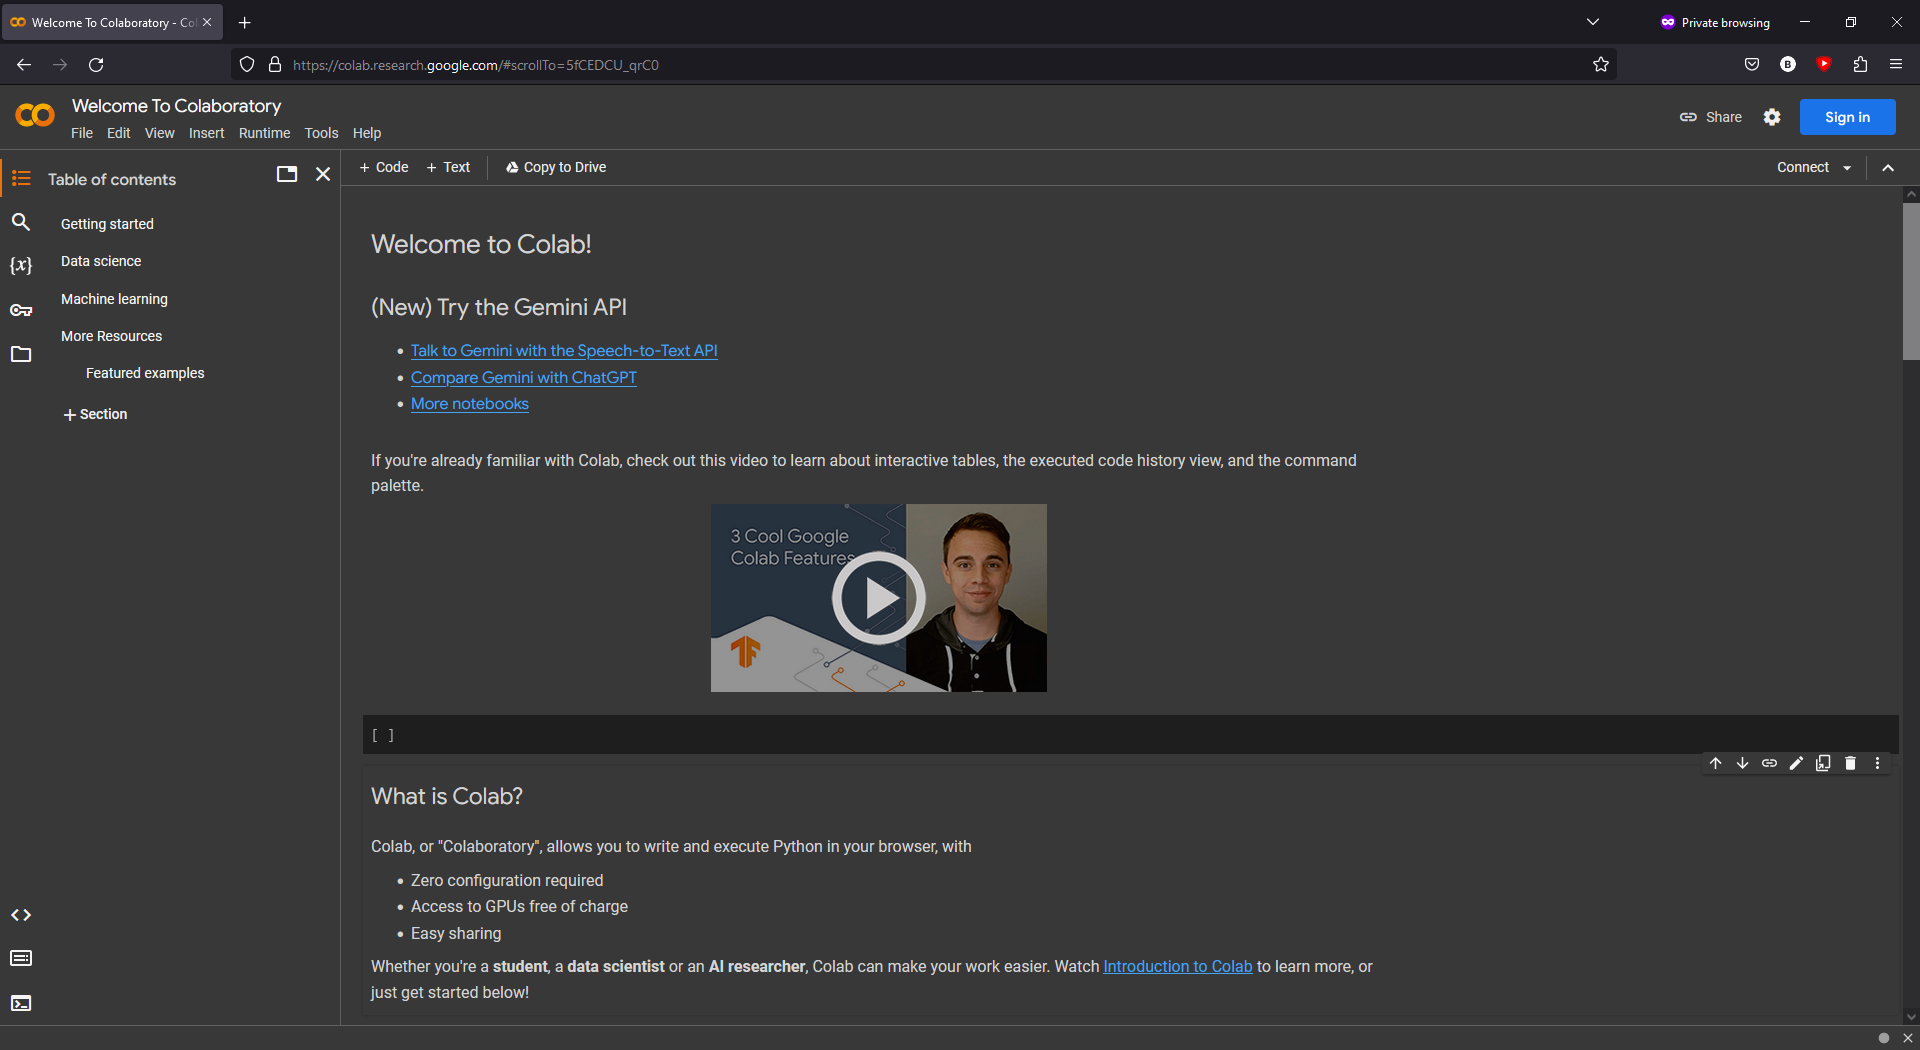 Welcome To Colaboratory - Col
Private browsing
https://colab.research.google.com/#scrollTo=5fCEDCU_qrC0
B
Welcome To Colaboratory
File Edit View Insert Runtime Tools Help
Share
Sign in
Table of contents
+ Code + Text Copy to Drive
Connect
Getting started
Data science
{x}
Machine learning
More Resources
Featured examples
+ Section
Welcome to Colab!
(New) Try the Gemini API
• Talk to Gemini with the Speech-to-Text API
• Compare Gemini with ChatGPT
• More notebooks
If you're already familiar with Colab, check out this video to learn about interactive tables, the executed code history view, and the command
palette.
3 Cool Google
Colab Features
[ ]
What is Colab?
Colab, or "Colaboratory", allows you to write and execute Python in your browser, with
• Zero configuration required
• Access to GPUs free of charge
• Easy sharing
Whether you're a student, a data scientist or an AI researcher, Colab can make your work easier. Watch Introduction to Colab to learn more, or
just get started below!